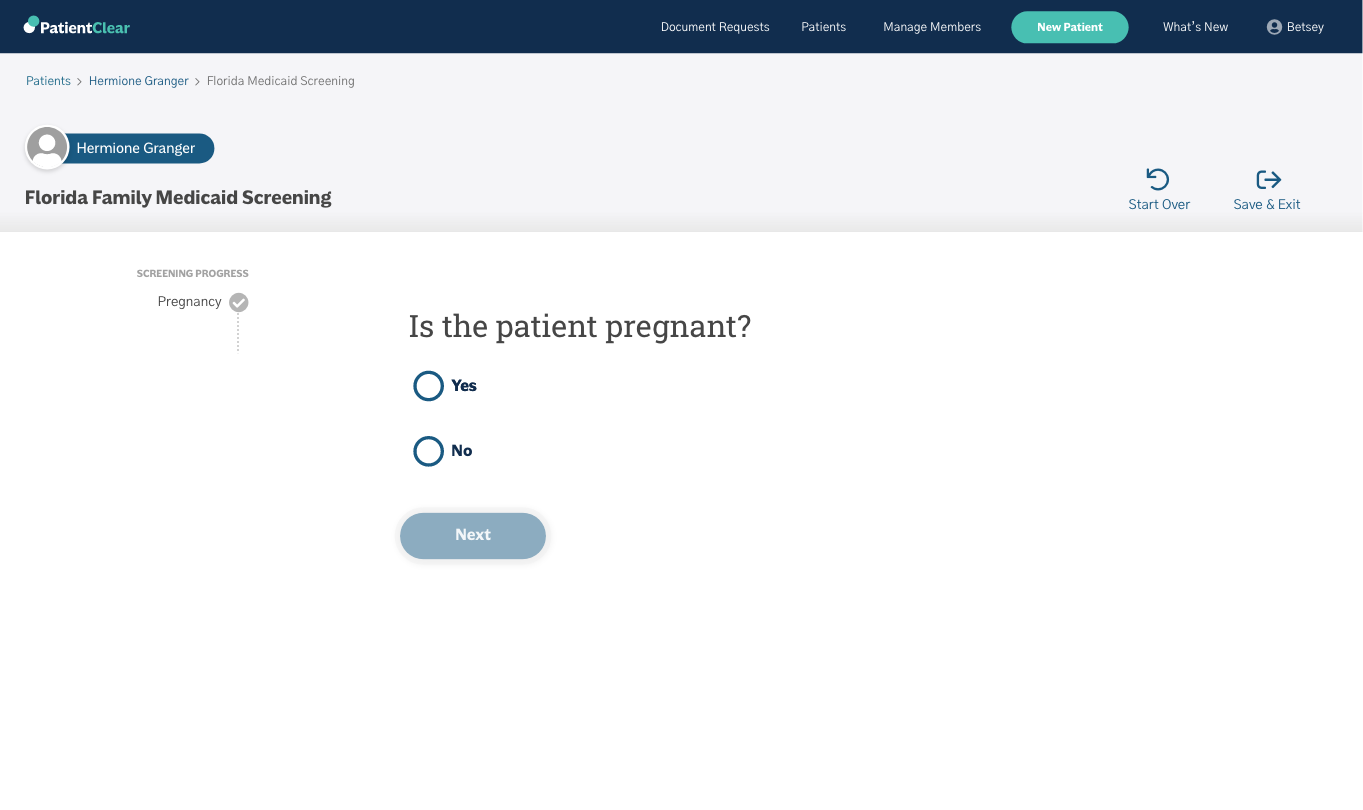 PatientClear
Document Requests
Patients
Manage Members
New Patient
What's New
Betsey
Patients > Hermione Granger > Florida Medicaid Screening
Hermione Granger
Florida Family Medicaid Screening
Start Over
Save & Exit
SCREENING PROGRESS
Pregnancy
Is the patient pregnant?
Yes
No
Next